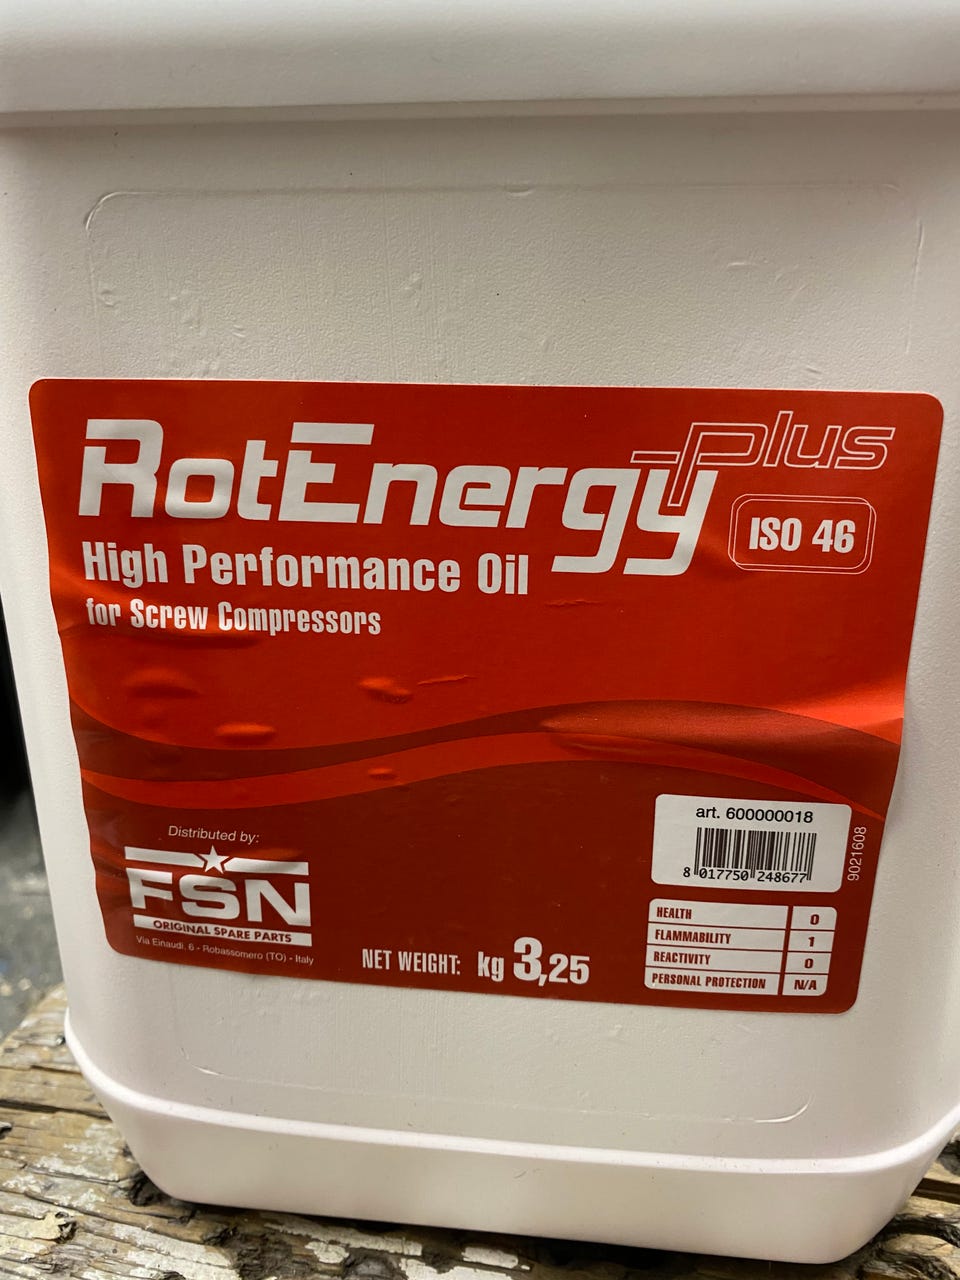 RotEnergy plus
ISO 46
High Performance Oil
for Screw Compressors
Distributed by:
FSN
ORIGINAL SPARE PARTS
Via Einaudi, 6 - Robassomero (TO) - Italy
NET WEIGHT: kg 3,25
art. 600000018
8 017750 248677
9021608
HEALTH 0
FLAMMABILITY 1
REACTIVITY 0
PERSONAL PROTECTION N/A